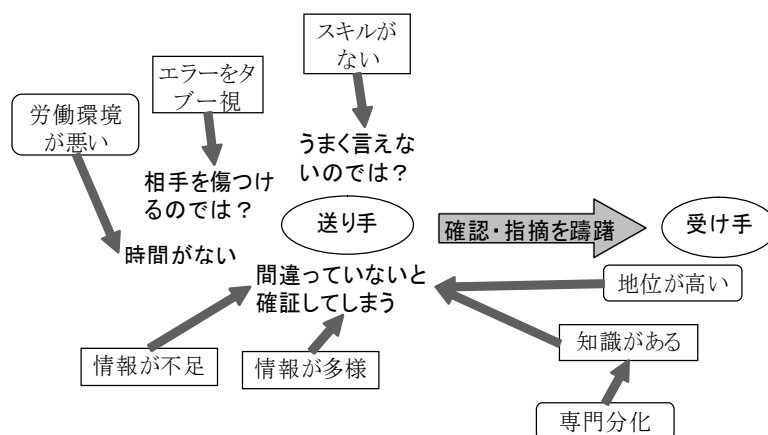 スキルが
ない
エラーをタ
ブー視
労働環境
が悪い
うまく言えな
いのでは？
相手を傷つけ
るのでは？
送り手
確認・指摘を躊躇
受け手
時間がない
間違っていないと
確証してしまう
地位が高い
情報が不足
情報が多様
知識がある
専門分化